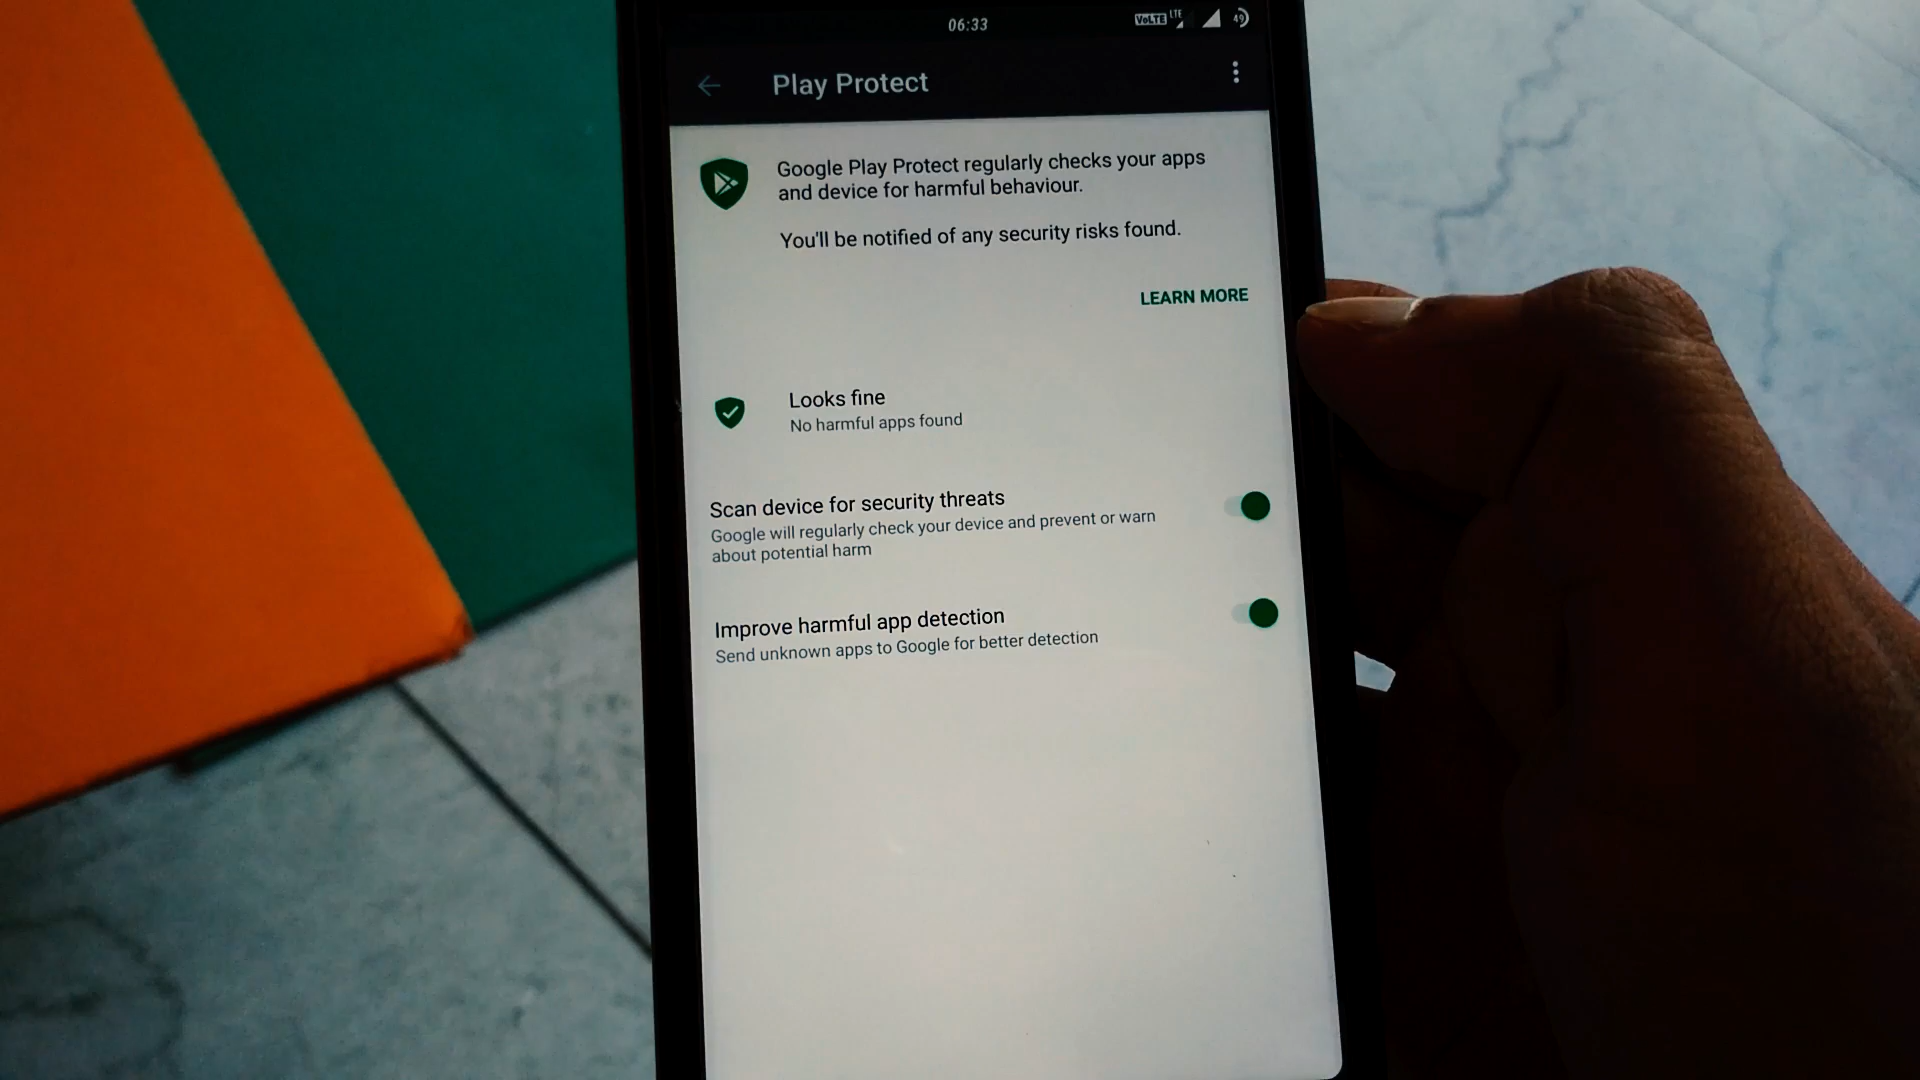 06:33 VoLTE LTE 49
Play Protect
Google Play Protect regularly checks your apps
and device for harmful behaviour.
You'll be notified of any security risks found.
LEARN MORE
Looks fine
No harmful apps found
Scan device for security threats
Google will regularly check your device and prevent or warn
about potential harm
Improve harmful app detection
Send unknown apps to Google for better detection